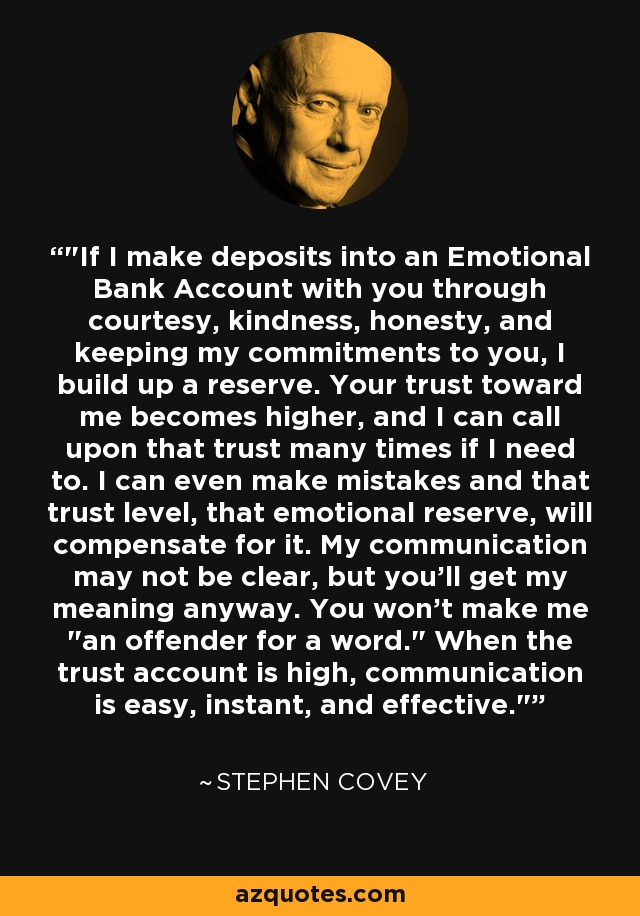 “"If I make deposits into an Emotional
Bank Account with you through
courtesy, kindness, honesty, and
keeping my commitments to you, I
build up a reserve. Your trust toward
me becomes higher, and I can call
upon that trust many times if I need
to. I can even make mistakes and that
trust level, that emotional reserve, will
compensate for it. My communication
may not be clear, but you’ll get my
meaning anyway. You won’t make me
"an offender for a word." When the
trust account is high, communication
is easy, instant, and effective."”
~ STEPHEN COVEY
azquotes.com